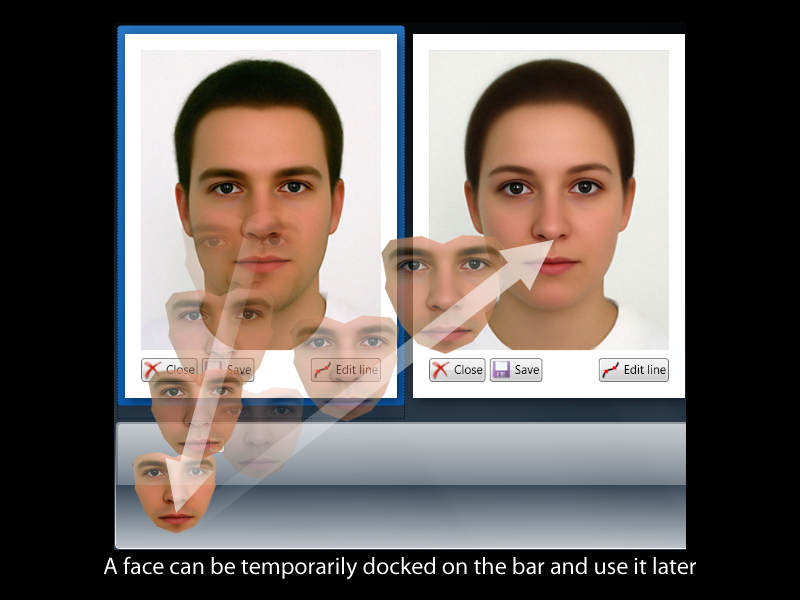 Close Save Edit line Close Save Edit line
A face can be temporarily docked on the bar and use it later